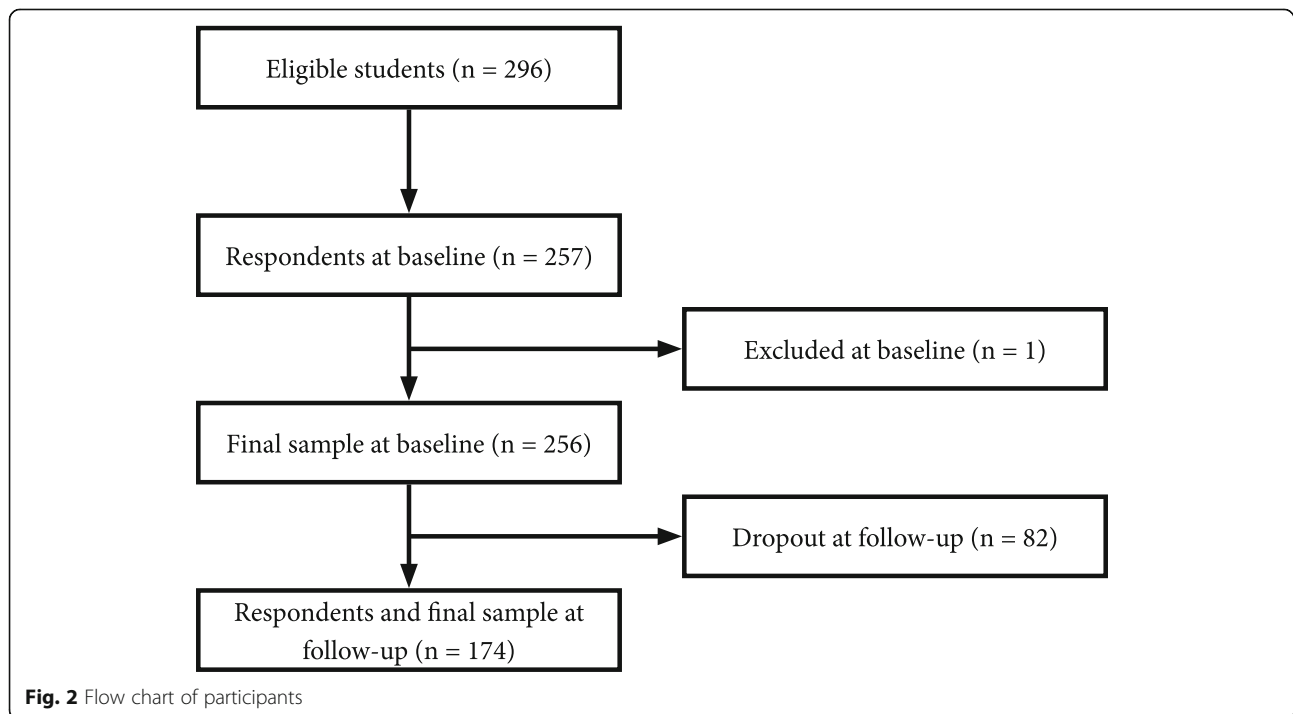 Eligible students (n = 296)
Respondents at baseline (n = 257)
Excluded at baseline (n = 1)
Final sample at baseline (n = 256)
Dropout at follow-up (n = 82)
Respondents and final sample at
follow-up (n = 174)
Fig. 2 Flow chart of participants